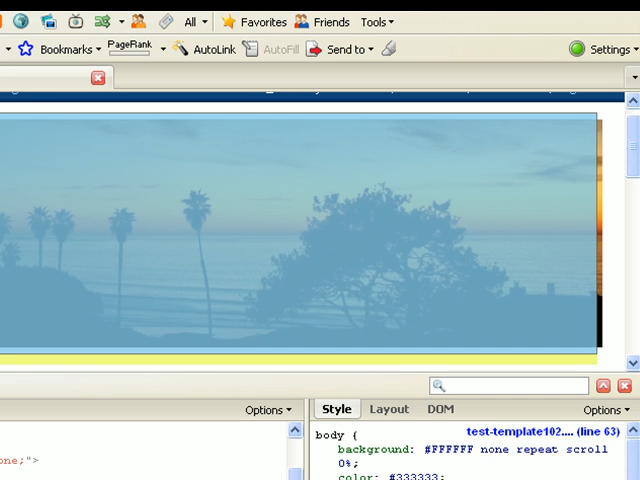 All Favorites Friends Tools
Bookmarks PageRank AutoLink AutoFill Send to Settings
Options Style Layout DOM Options
test-template102.... (line 63)
body {
one;">
background: #FFFFFF none repeat scroll
0%;
color: #333333;